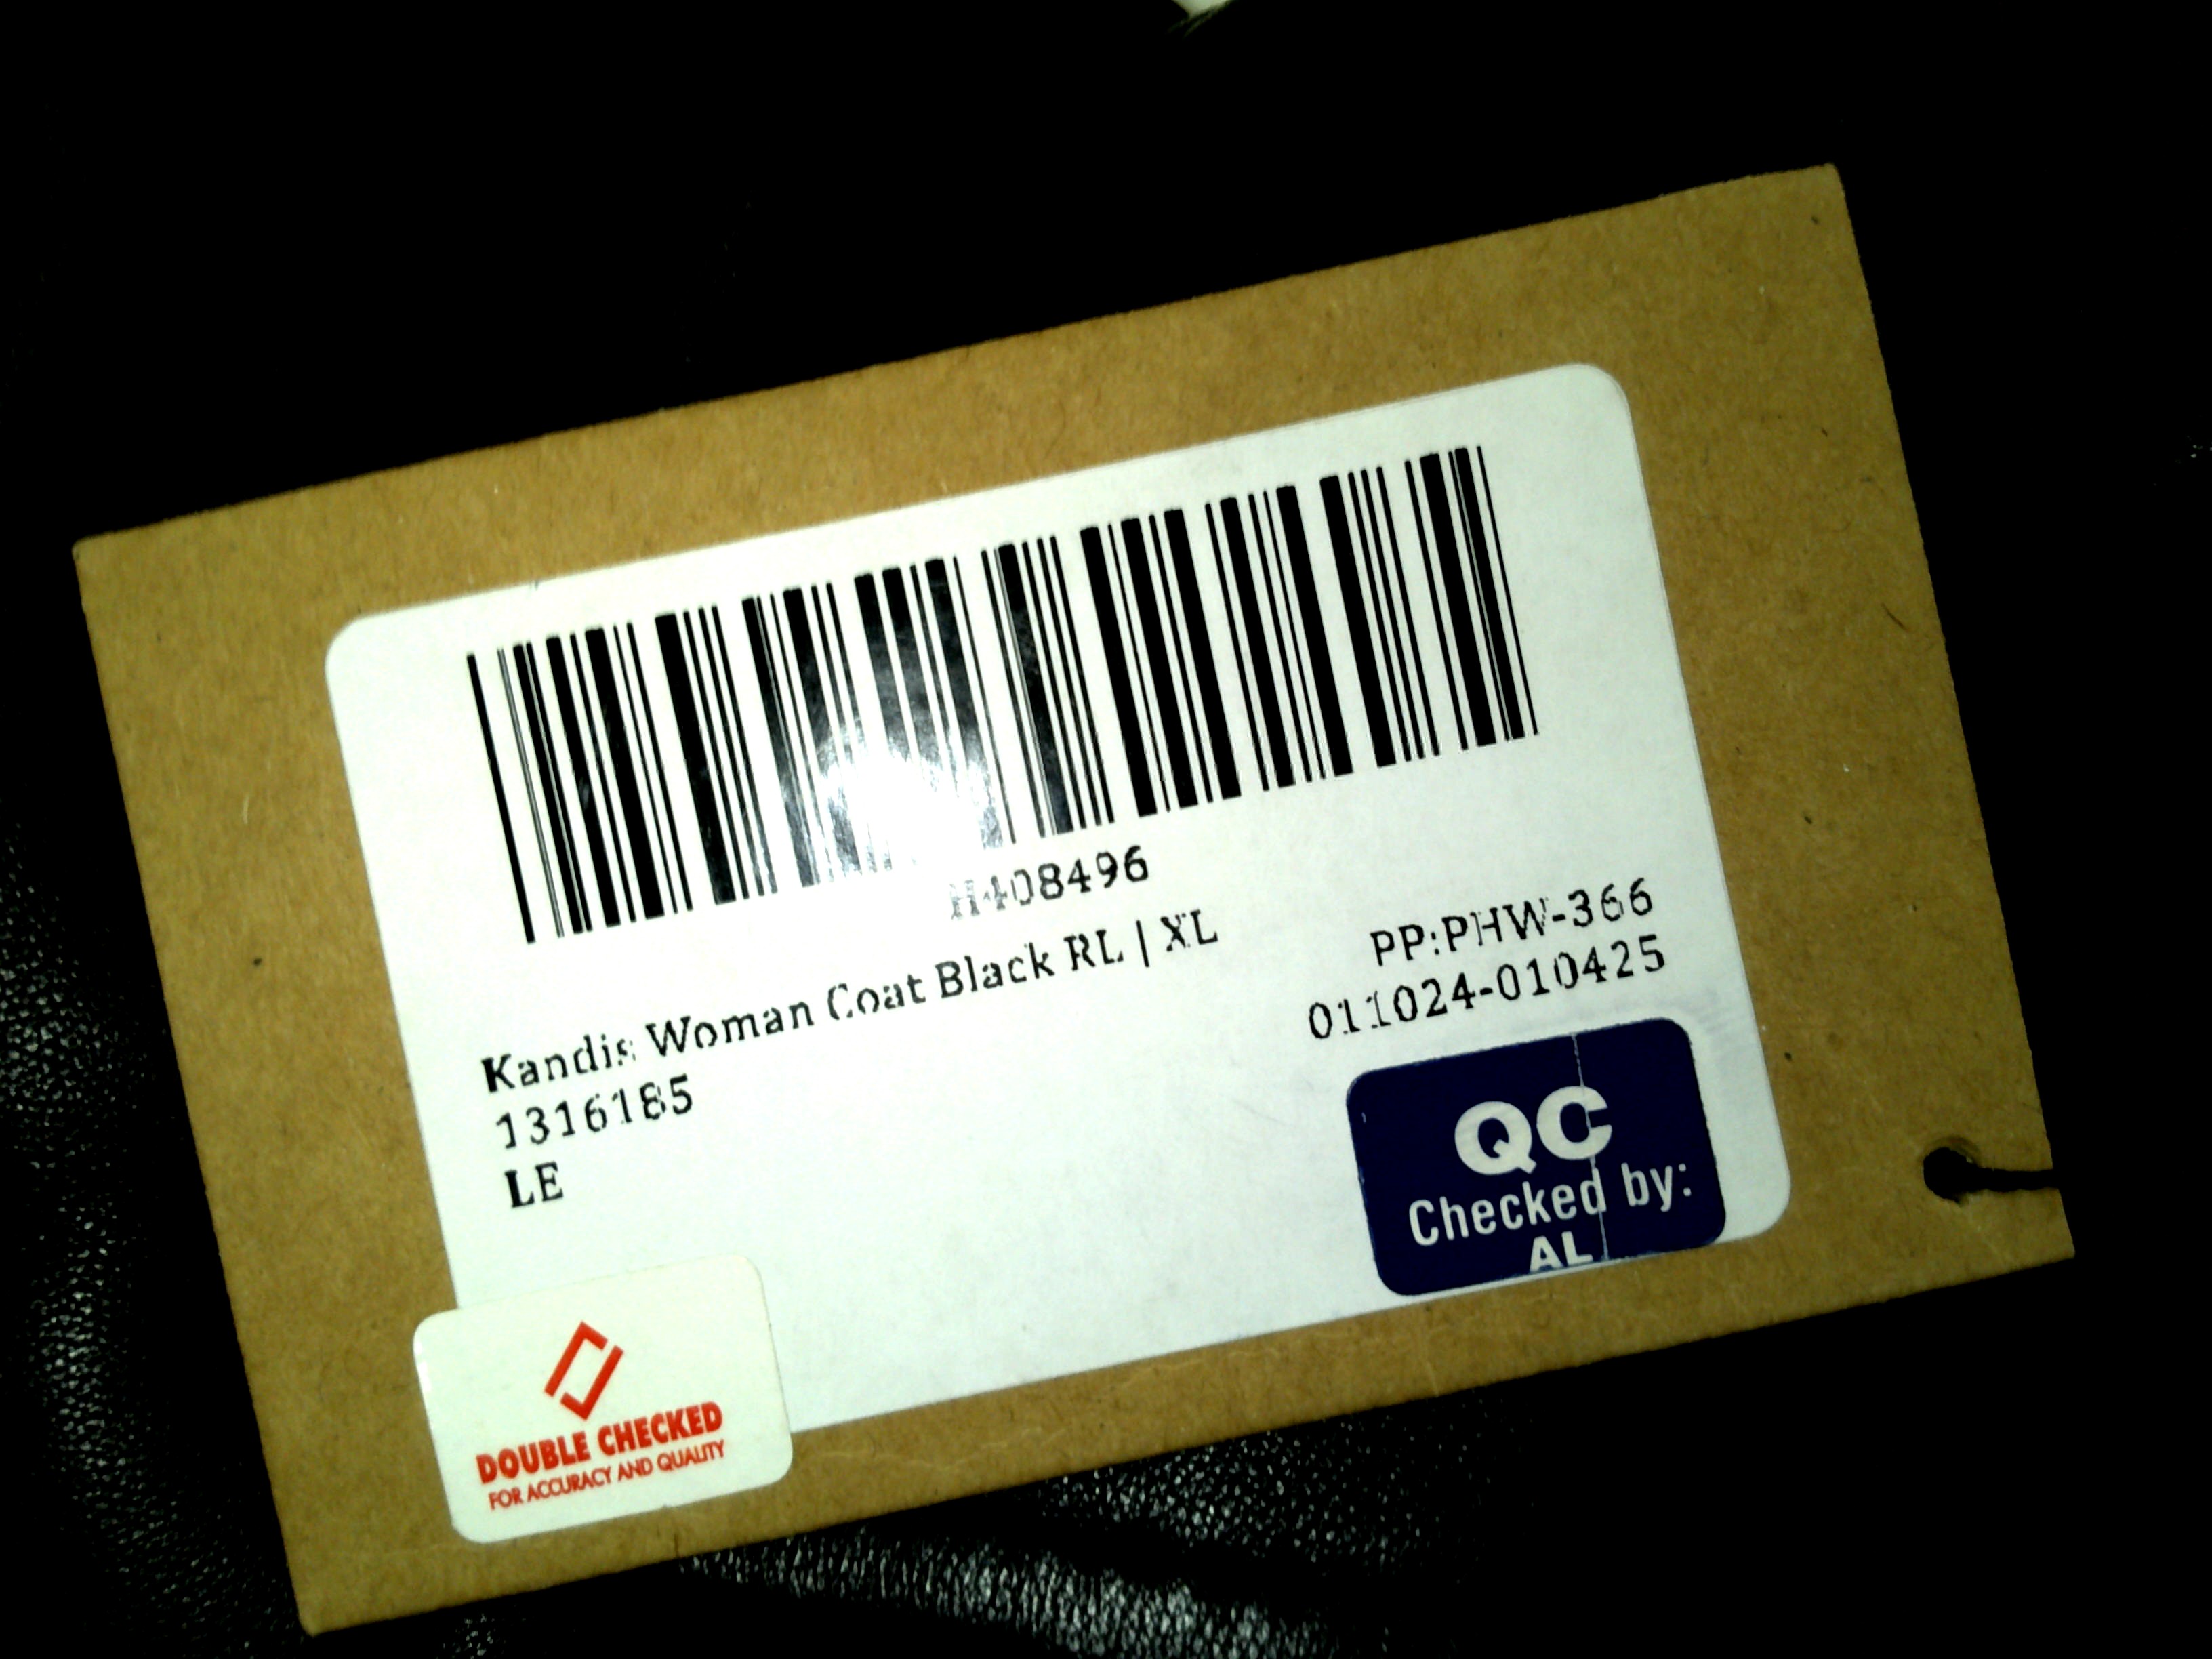 H408496
Kandis Woman Coat Black RL | XL
1316185
LE
PP:PHW-366
011024-010425
QC
Checked by:
AL
DOUBLE CHECKED
FOR ACCURACY AND QUALITY